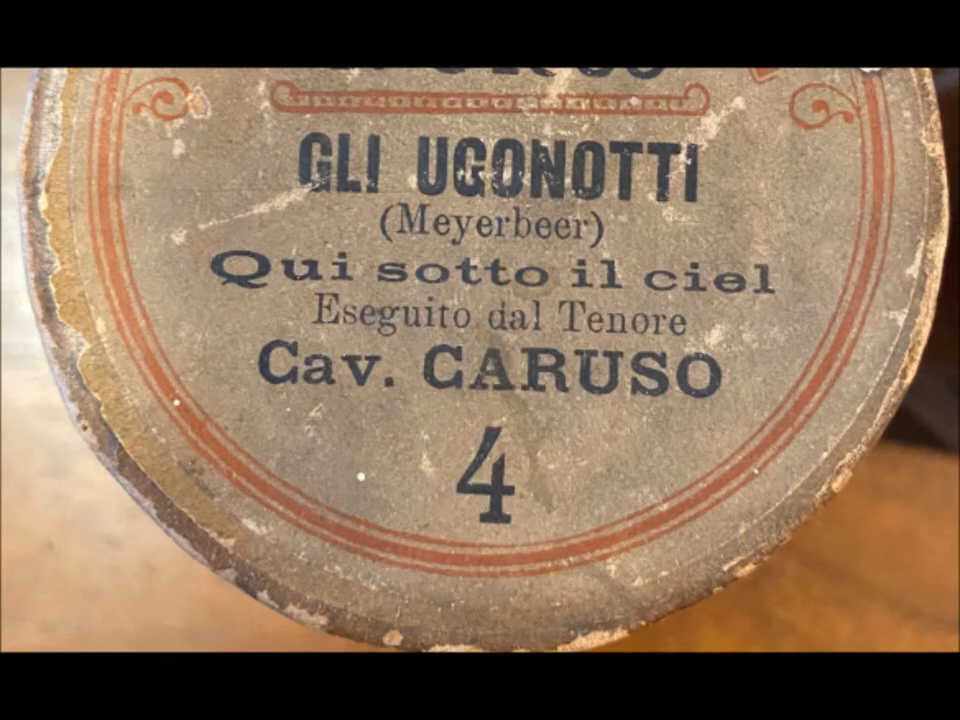 GLI UGONOTTI
(Meyerbeer)
Qui sotto il ciel
Eseguito dal Tenore
Cav. CARUSO
4